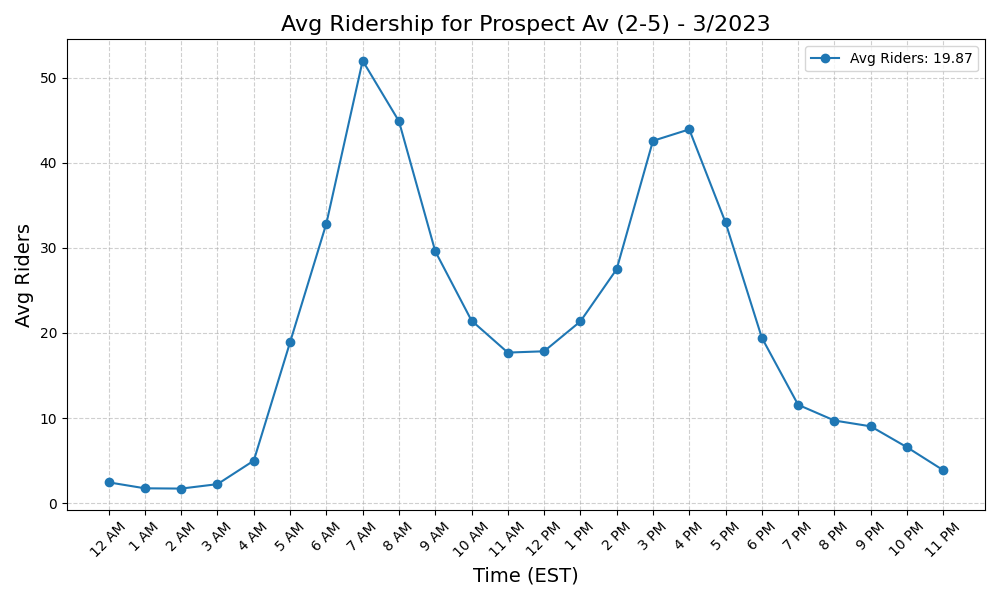 Avg Ridership for Prospect Av (2-5) - 3/2023
Avg Riders: 19.87
Avg Riders
50
40
30
20
10
0
12 AM
1 AM
2 AM
3 AM
4 AM
5 AM
6 AM
7 AM
8 AM
9 AM
10 AM
11 AM
12 PM
1 PM
2 PM
3 PM
4 PM
5 PM
6 PM
7 PM
8 PM
9 PM
10 PM
11 PM
Time (EST)